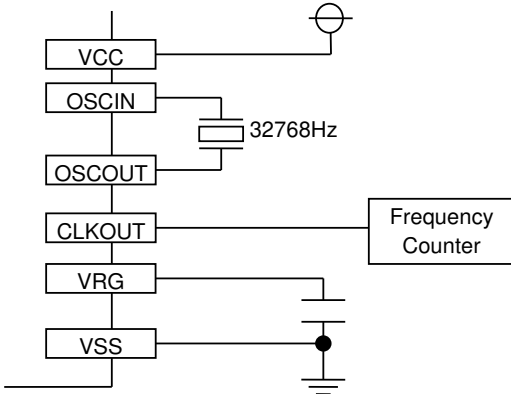 VCC
OSCIN
32768Hz
OSCOUT
CLKOUT
Frequency
Counter
VRG
VSS